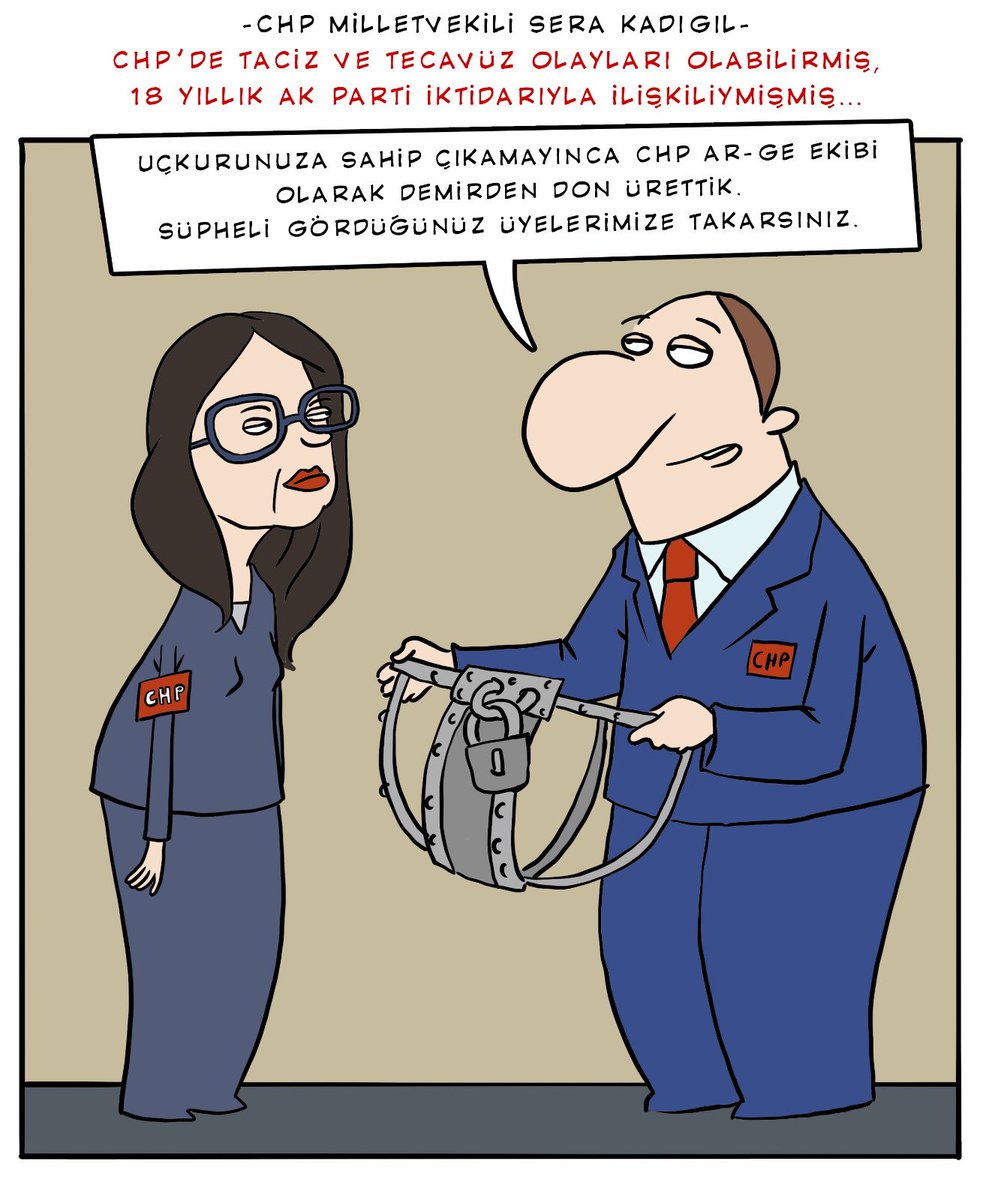 -CHP MİLLETVEKİLİ SERA KADIGIL-
CHP'DE TACİZ VE TECAVÜZ OLAYLARI OLABİLİRMİŞ,
18 YILLIK AK PARTİ İKTİDARIYLA İLİŞKİLİYMİŞMİŞ...
UÇKURUNUZA SAHİP ÇIKAMAYINCA CHP AR-GE EKİBİ
OLARAK DEMİRDEN DON ÜRETTİK.
SÜPHELİ GÖRDÜĞÜNÜZ ÜYELERİMİZE TAKARSINIZ.
CHP
CHP